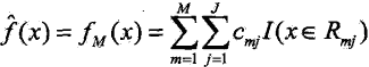 f̂(x) = f_M(x) = ∑_{m=1}^{M} ∑_{j=1}^{J} c_{mj} I(x ∈ R_{mj})